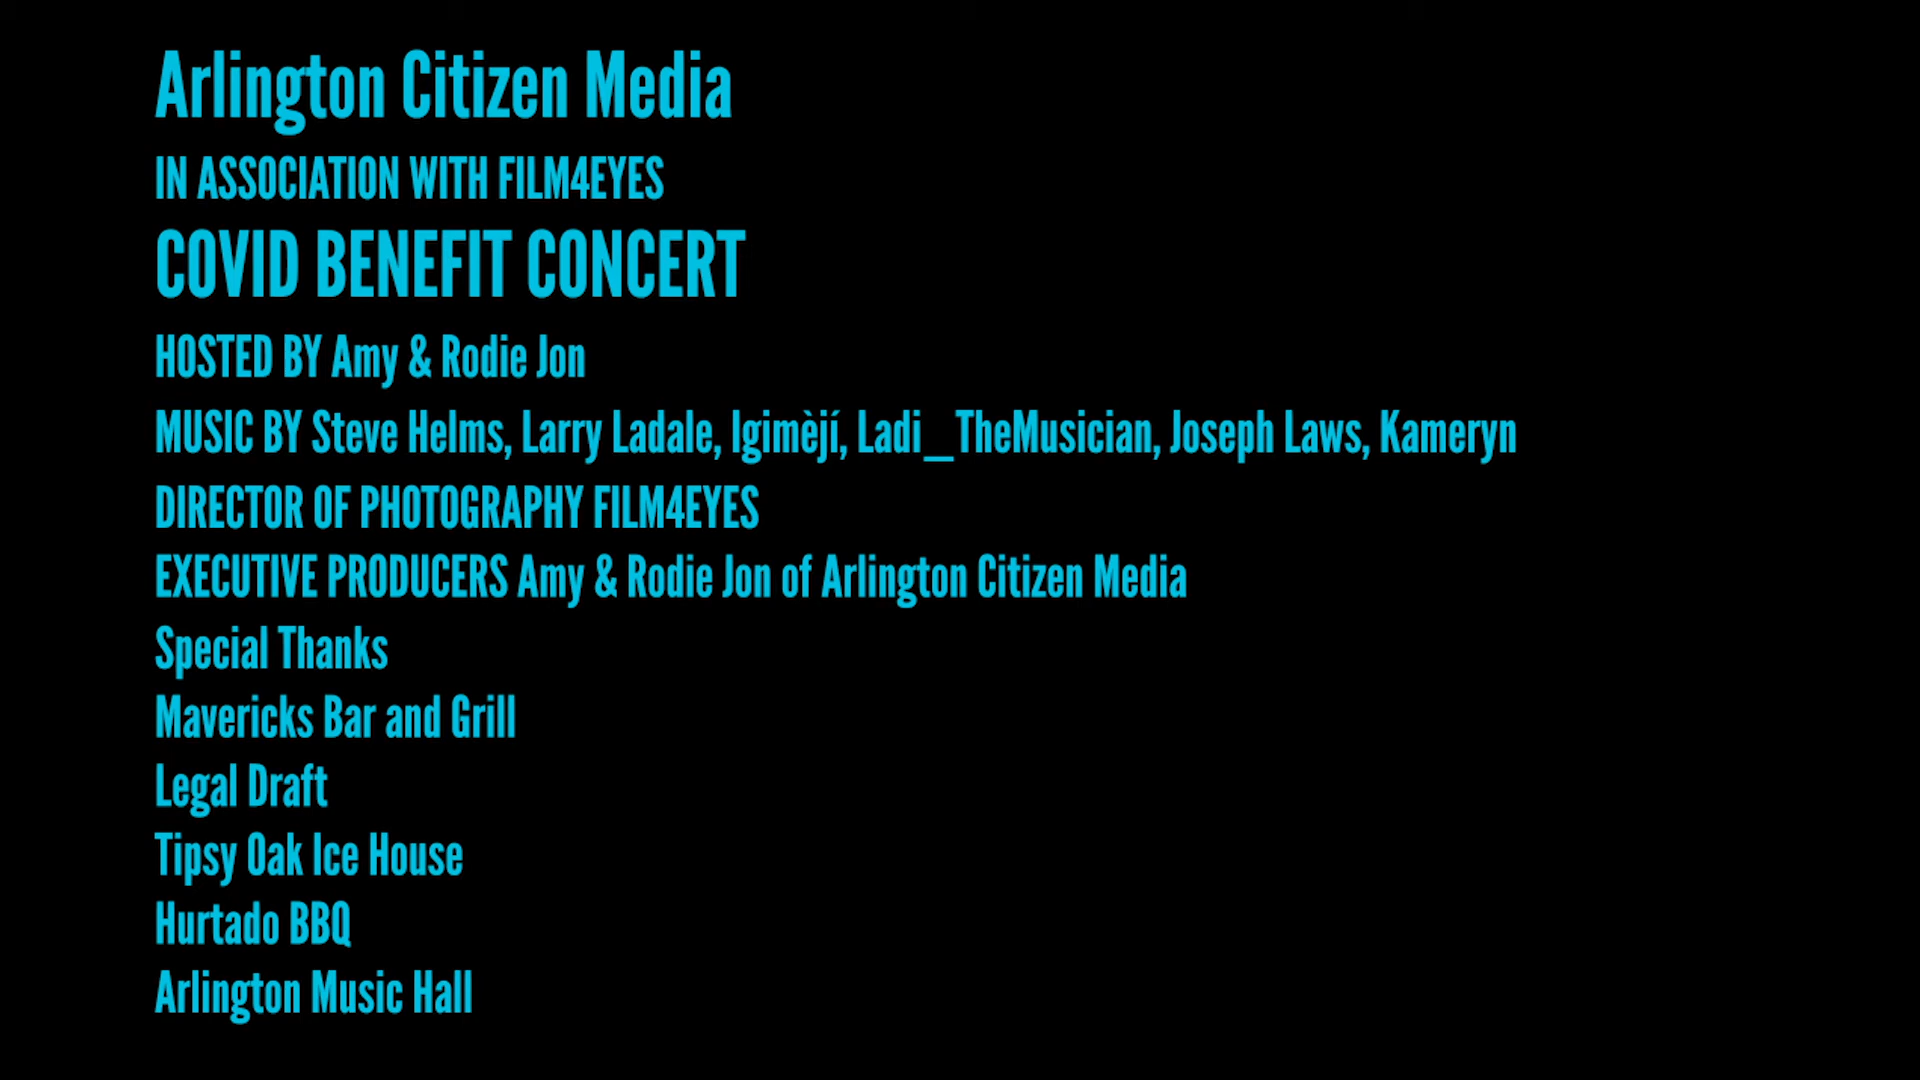 Arlington Citizen Media
IN ASSOCIATION WITH FILM4EYES
COVID BENEFIT CONCERT
HOSTED BY Amy & Rodie Jon
MUSIC BY Steve Helms, Larry Ladale, Igimèjí, Ladi_TheMusician, Joseph Laws, Kameryn
DIRECTOR OF PHOTOGRAPHY FILM4EYES
EXECUTIVE PRODUCERS Amy & Rodie Jon of Arlington Citizen Media
Special Thanks
Mavericks Bar and Grill
Legal Draft
Tipsy Oak Ice House
Hurtado BBQ
Arlington Music Hall